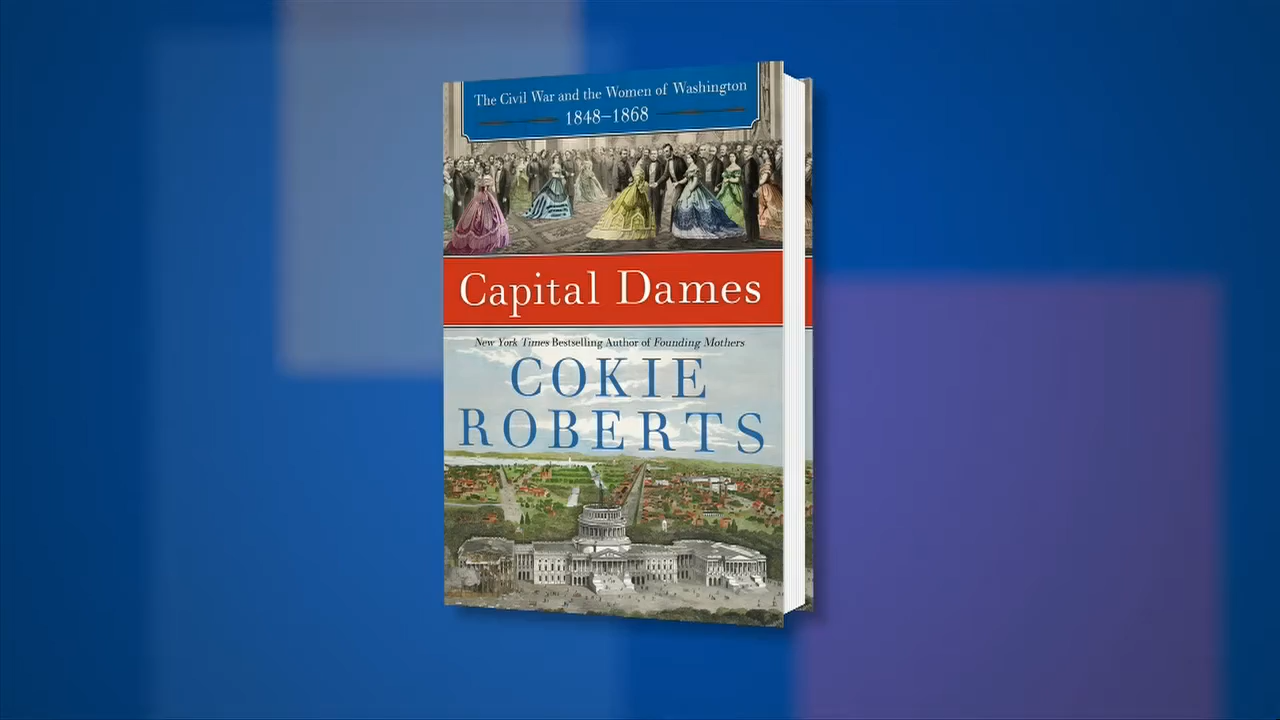 The Civil War and the Women of Washington
1848–1868
Capital Dames
New York Times Bestselling Author of Founding Mothers
COKIE
ROBERTS